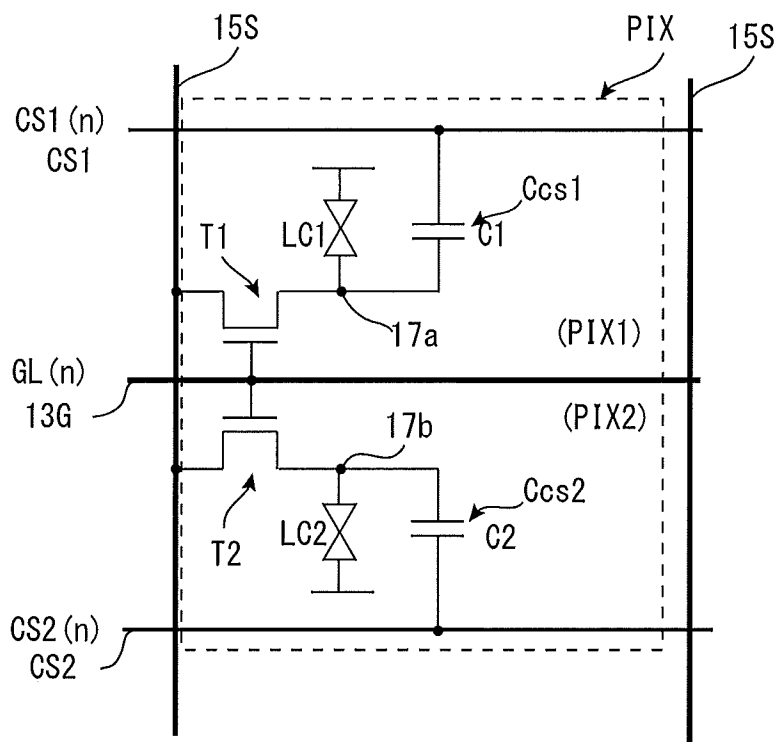 15S
PIX
15S
CS1(n)
CS1
Ccs1
LC1
C1
T1
17a
(PIX1)
GL(n)
13G
(PIX2)
17b
Ccs2
LC2
C2
T2
CS2(n)
CS2